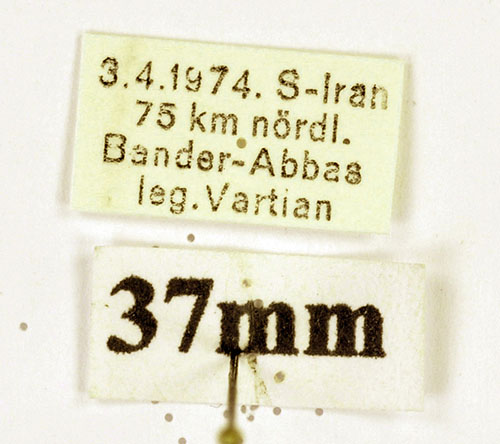 3.4.1974. S-Iran
75 km nördl.
Bander-Abbas
leg. Vartian
37mm